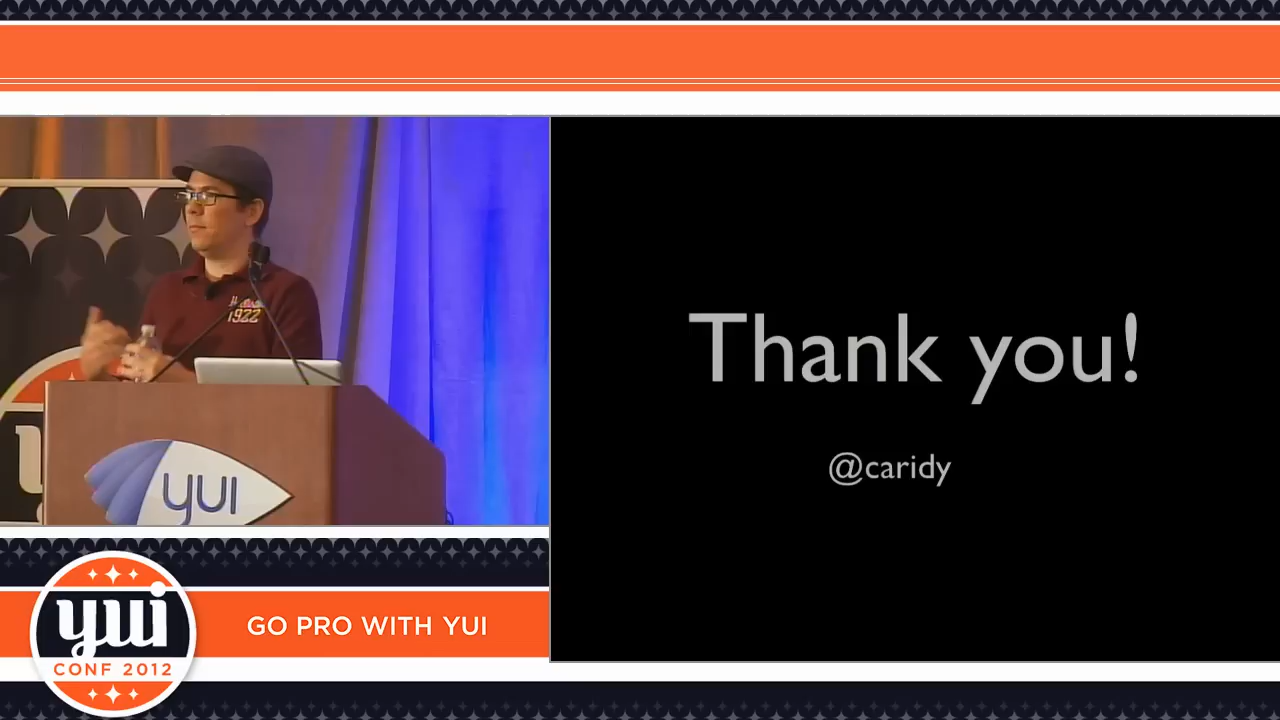 Thank you!
@caridy
1922
yui
GO PRO WITH YUI
yui
CONF 2012